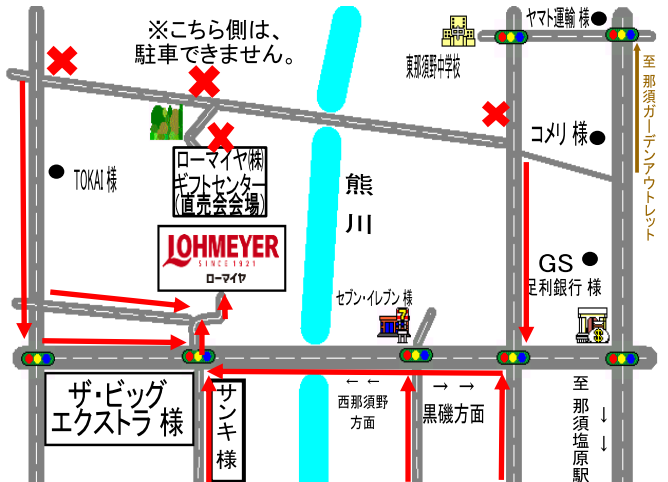 ※こちら側は、
駐車できません。
ヤマト運輸 様
東那須野中学校
至 那須ガーデンアウトレット
コメリ 様
TOKAI 様
ローマイヤ(株)
ギフトセンター
(直売会会場)
熊川
LOHMEYER
SINCE 1921
ローマイヤ
GS
足利銀行 様
セブン・イレブン 様
7
ザ・ビッグ
エクストラ 様
サンキ 様
← ←
西那須野
方面
→ →
黒磯方面
至 那須塩原駅
↓
↓